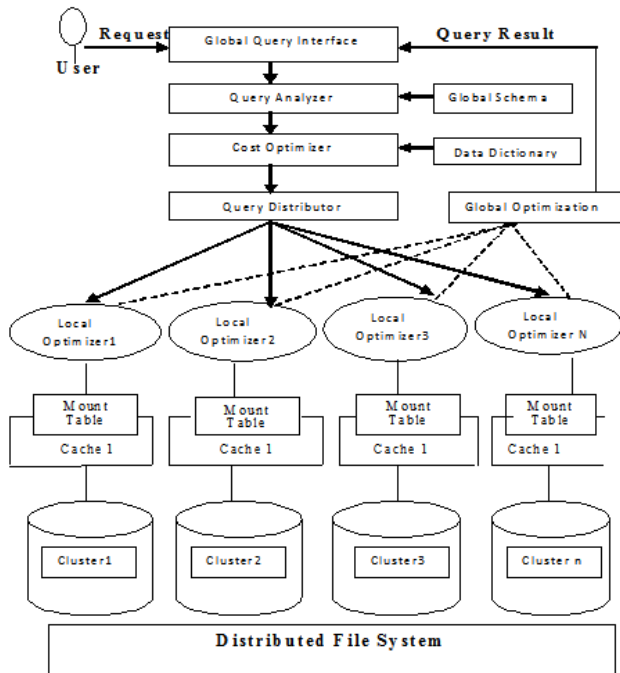 Request
Global Query Interface
Query Result
User
Query Analyzer
Global Schema
Cost Optimizer
Data Dictionary
Query Distributor
Global Optimization
Local
Optimizer1
Local
Optimizer2
Local
Optimizer3
Local
Optimizer N
Mount
Table
Mount
Table
Mount
Table
Mount
Table
Cache 1
Cache 1
Cache 1
Cache 1
Cluster1
Cluster2
Cluster3
Cluster n
Distributed File System